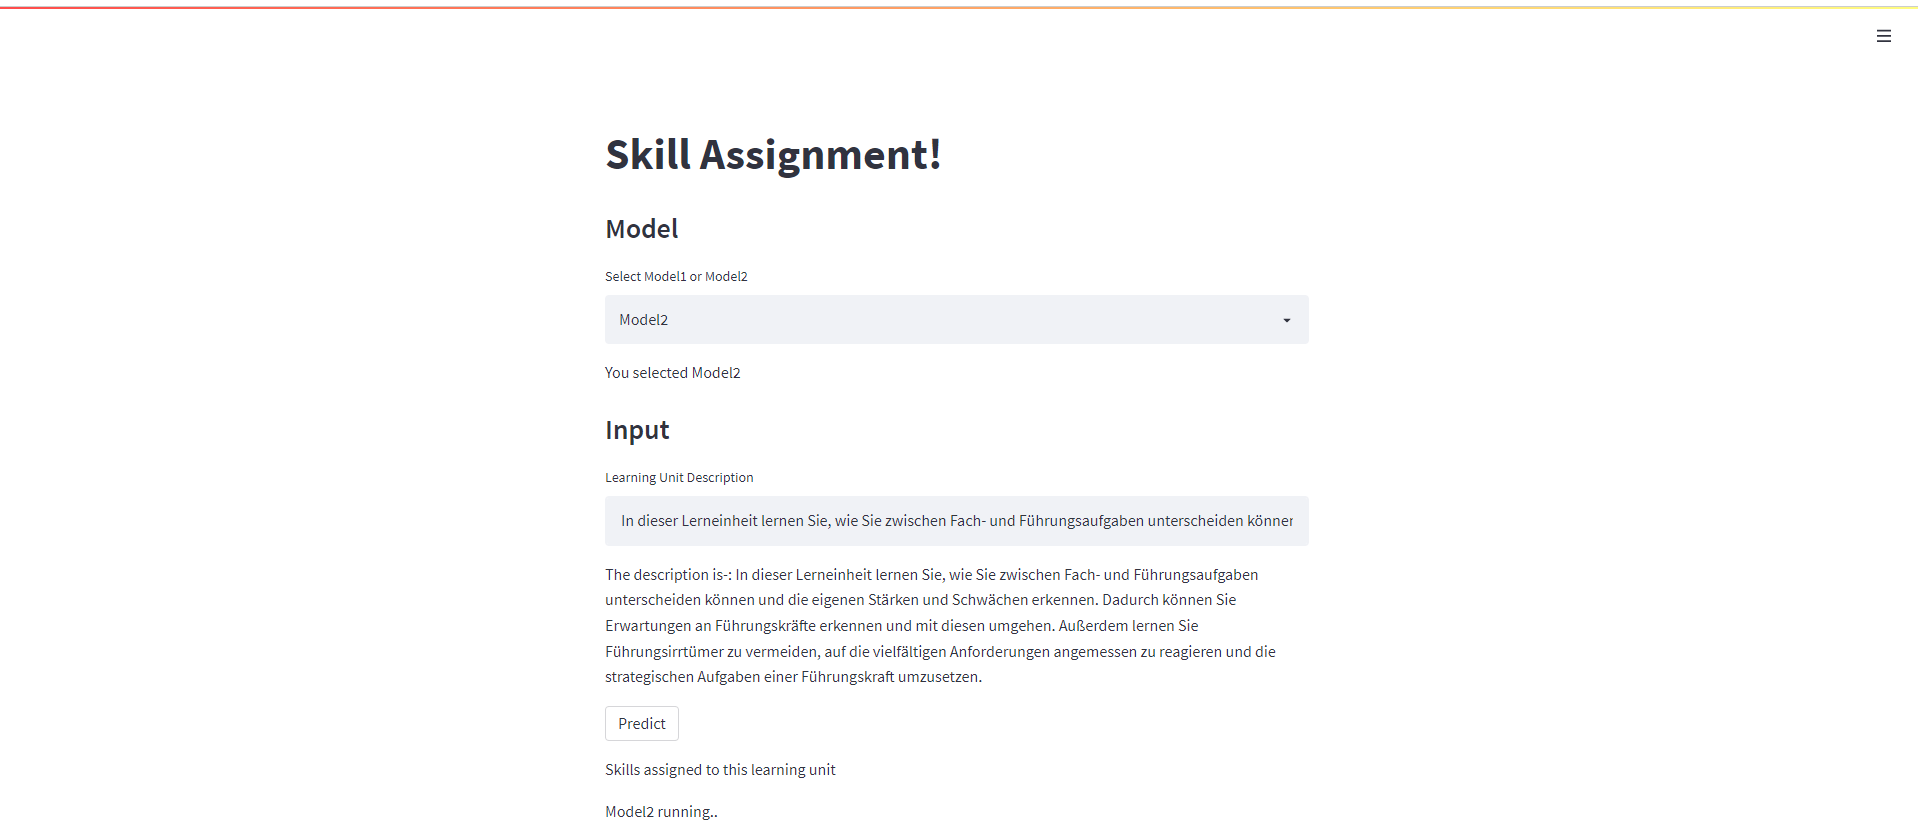 Skill Assignment!
Model
Select Model1 or Model2
Model2
You selected Model2
Input
Learning Unit Description
In dieser Lerneinheit lernen Sie, wie Sie zwischen Fach- und Führungsaufgaben unterscheiden können
The description is-: In dieser Lerneinheit lernen Sie, wie Sie zwischen Fach- und Führungsaufgaben
unterscheiden können und die eigenen Stärken und Schwächen erkennen. Dadurch können Sie
Erwartungen an Führungskräfte erkennen und mit diesen umgehen. Außerdem lernen Sie
Führungsirrtümer zu vermeiden, auf die vielfältigen Anforderungen angemessen zu reagieren und die
strategischen Aufgaben einer Führungskraft umzusetzen.
Predict
Skills assigned to this learning unit
Model2 running..